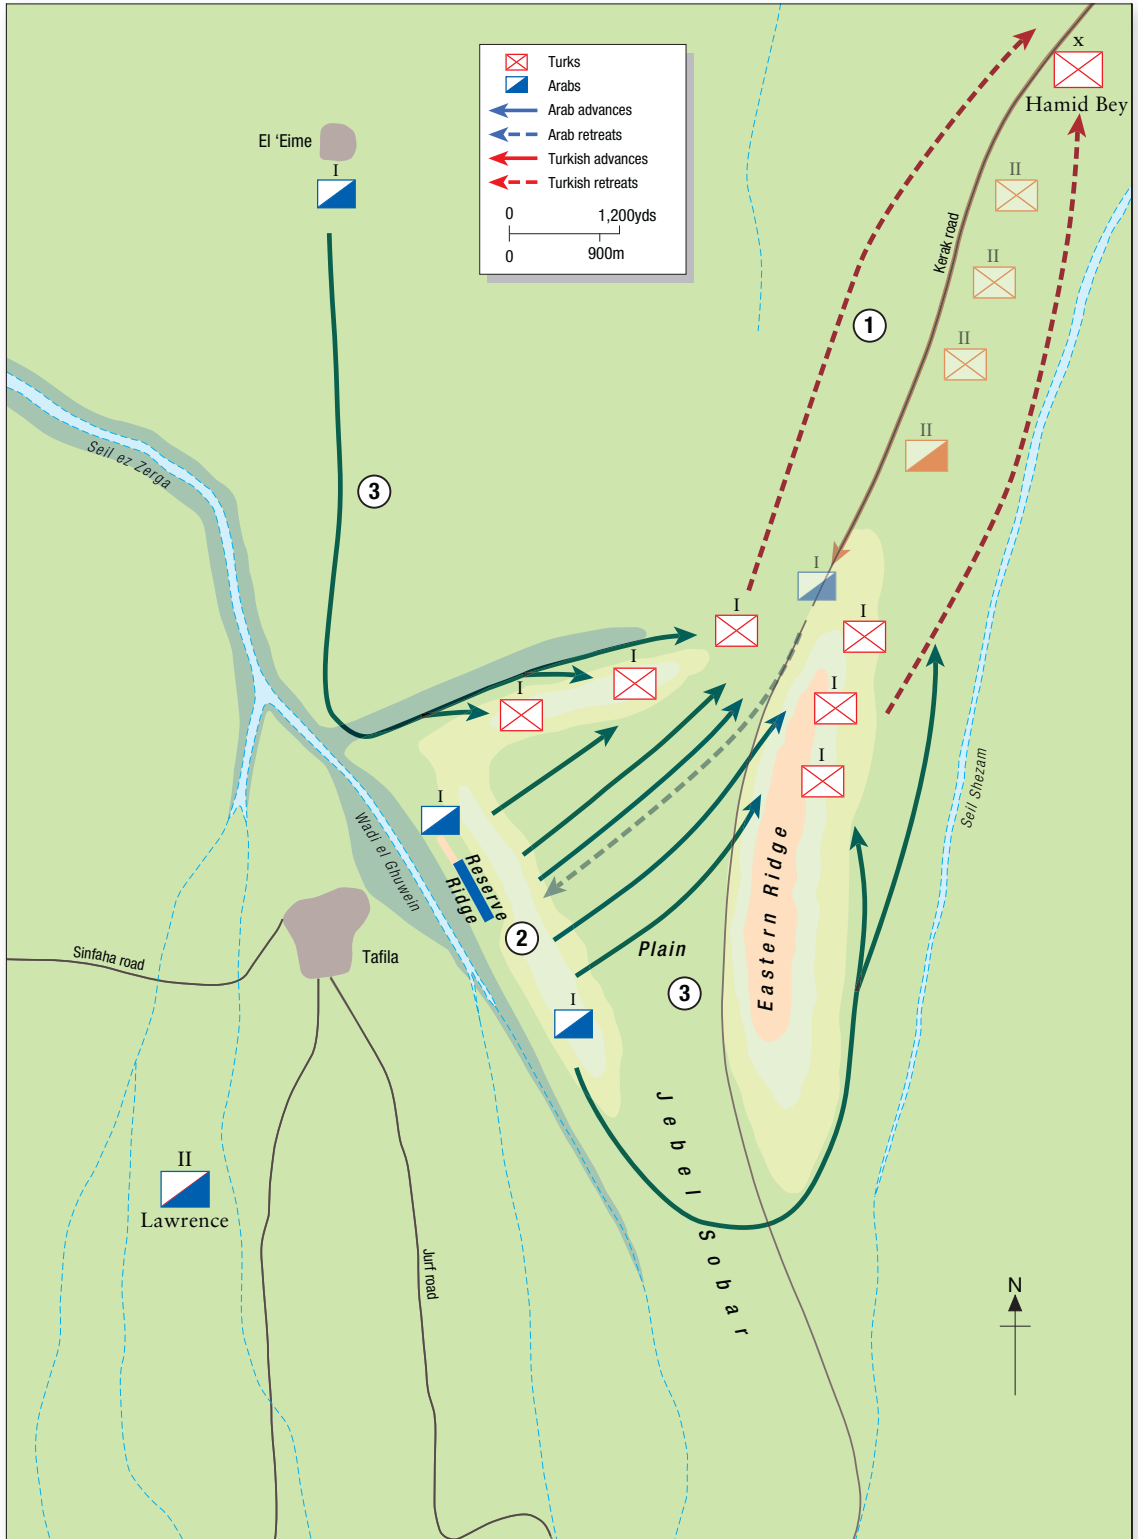 x
Hamid Bey
Turks
Arabs
Arab advances
Arab retreats
Turkish advances
Turkish retreats
0 1,200yds
0 900m
El ‘Eime
I
II
Kerak road
II
1
II
II
Seil ez Zerga
3
I
I
I
I
I
I
I
I
Wadi el Ghuwein
Reserve
Ridge
2
Eastern Ridge
Seil Shezam
Plain
3
Tafila
Sinfaha road
I
Jebel Sobar
II
Lawrence
Jurf road
N